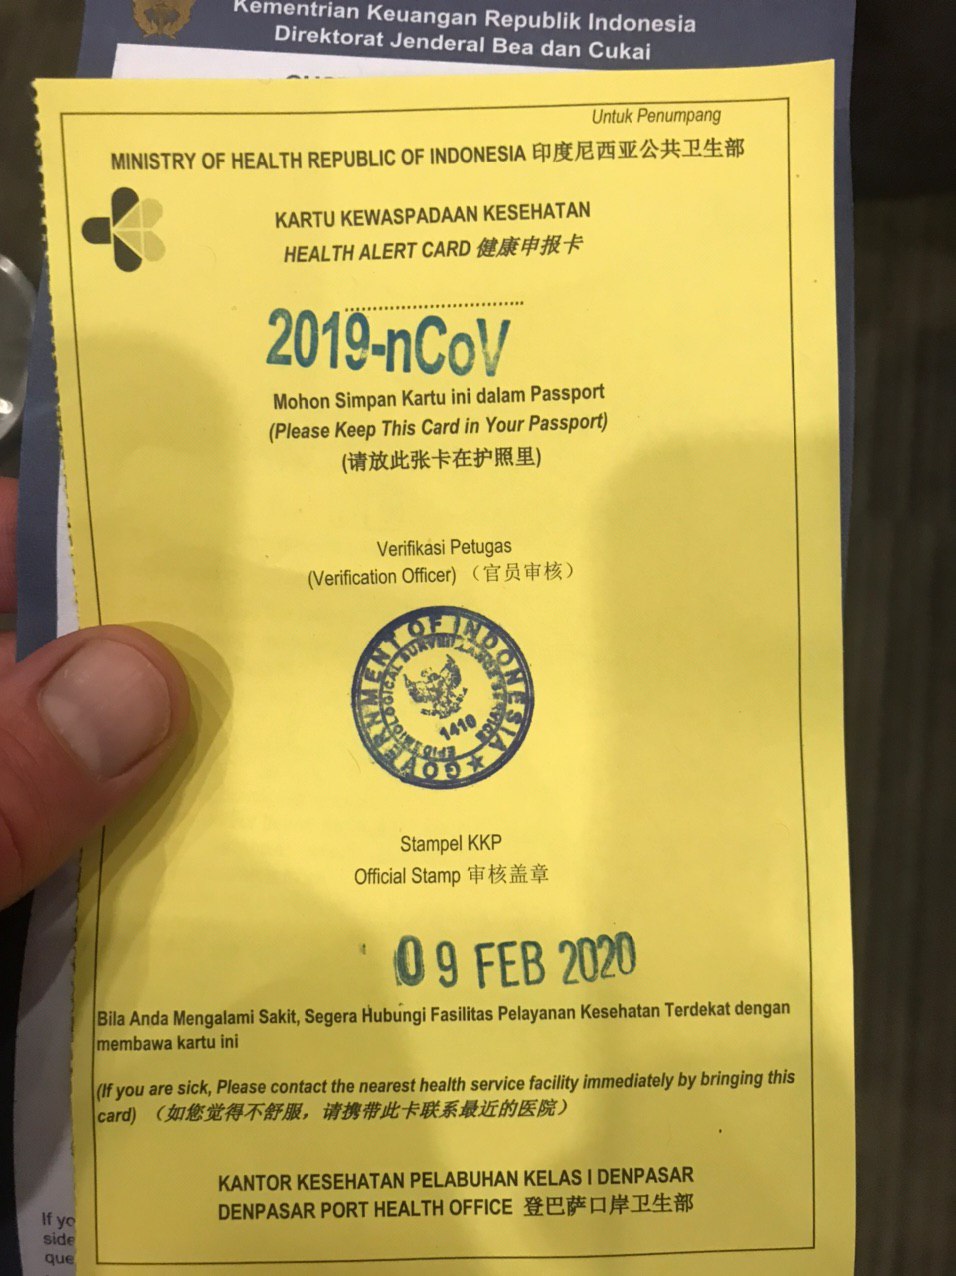 Kementrian Keuangan Republik Indonesia
Direktorat Jenderal Bea dan Cukai
Untuk Penumpang
MINISTRY OF HEALTH REPUBLIC OF INDONESIA 印度尼西亚公共卫生部
KARTU KEWASPADAAN KESEHATAN
HEALTH ALERT CARD 健康申报卡
2019-nCoV
Mohon Simpan Kartu ini dalam Passport
(Please Keep This Card in Your Passport)
(请放此张卡在护照里)
Verifikasi Petugas
(Verification Officer) （官员审核）
GOVERNMENT OF INDONESIA
SERVICE
1410
Stampel KKP
Official Stamp 审核盖章
09 FEB 2020
Bila Anda Mengalami Sakit, Segera Hubungi Fasilitas Pelayanan Kesehatan Terdekat dengan
membawa kartu ini
(If you are sick, Please contact the nearest health service facility immediately by bringing this
card) （如您觉得不舒服，请携带此卡联系最近的医院）
KANTOR KESEHATAN PELABUHAN KELAS I DENPASAR
DENPASAR PORT HEALTH OFFICE 登巴萨口岸卫生部
If yo
side
que